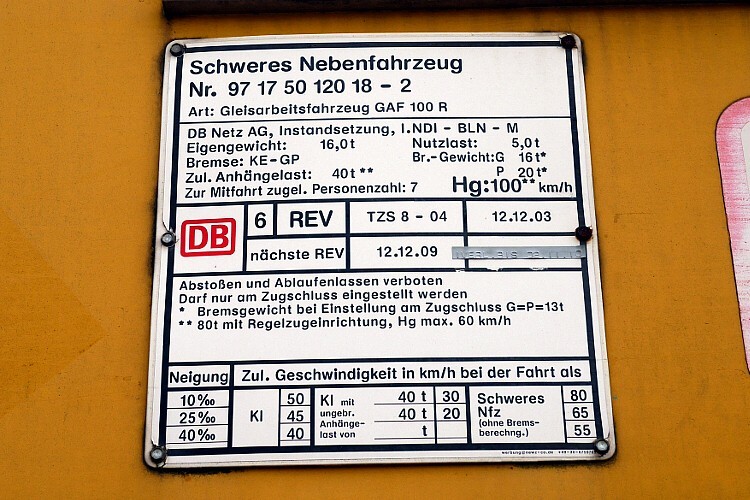 Schweres Nebenfahrzeug
Nr. 97 17 50 120 18 - 2
Art: Gleisarbeitsfahrzeug GAF 100 R
DB Netz AG, Instandsetzung, I.NDI - BLN - M
Eigengewicht: 16,0 t Nutzlast: 5,0 t
Bremse: KE-GP Br.-Gewicht: G 16 t*
Zul. Anhängelast: 40 t** P 20 t*
Zur Mitfahrt zugel. Personenzahl: 7 Hg: 100** km/h
DB 6 REV TZS 8 - 04 12.12.03
nächste REV 12.12.09
Abstoßen und Ablaufenlassen verboten
Darf nur am Zugschluss eingestellt werden
* Bremsgewicht bei Einstellung am Zugschluss G=P=13t
** 80t mit Regelzugeinrichtung, Hg max. 60 km/h
Neigung Zul. Geschwindigkeit in km/h bei der Fahrt als
10‰ Kl 50 Kl mit 40 t 30 Schweres 80
25‰ 45 ungebr. 40 t 20 Nfz 65
40‰ 40 Anhänge-last von t (ohne Brems-berechng.) 55